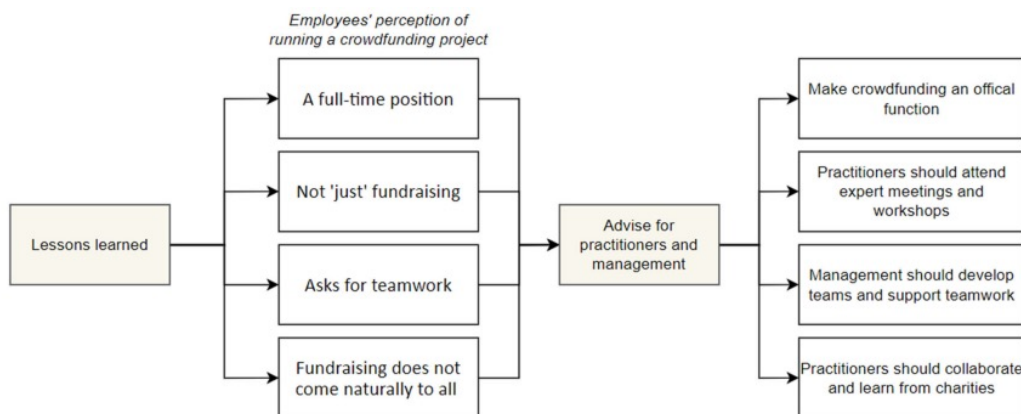 Employees' perception of
running a crowdfunding project
Lessons learned
A full-time position
Not 'just' fundraising
Asks for teamwork
Fundraising does not
come naturally to all
Advise for
practitioners and
management
Make crowdfunding an offical
function
Practitioners should attend
expert meetings and
workshops
Management should develop
teams and support teamwork
Practitioners should collaborate
and learn from charities